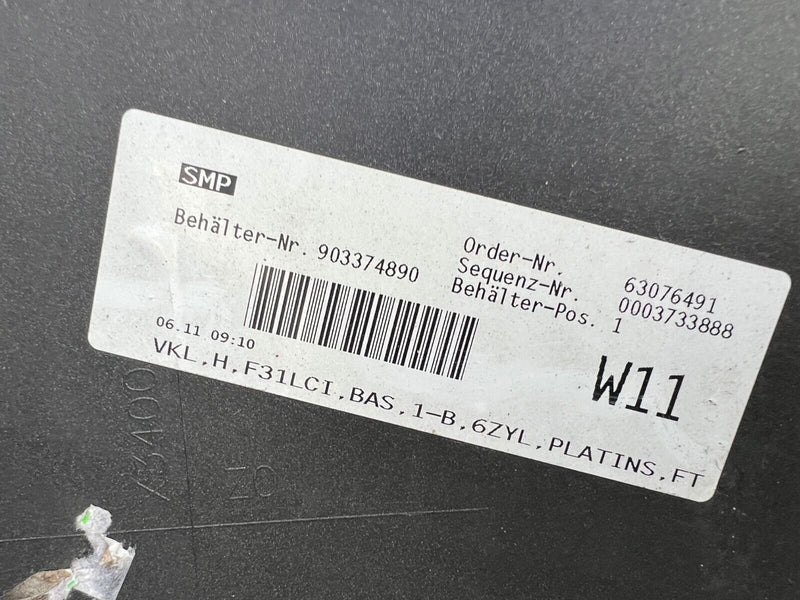 SMP
Behälter-Nr. 903374890
Order-Nr. 63076491
Sequenz-Nr. 0003733888
Behälter-Pos. 1
06.11 09:10
W11
VKL,H,F31LCI,BAS,1-B,6ZYL,PLATINS,FT